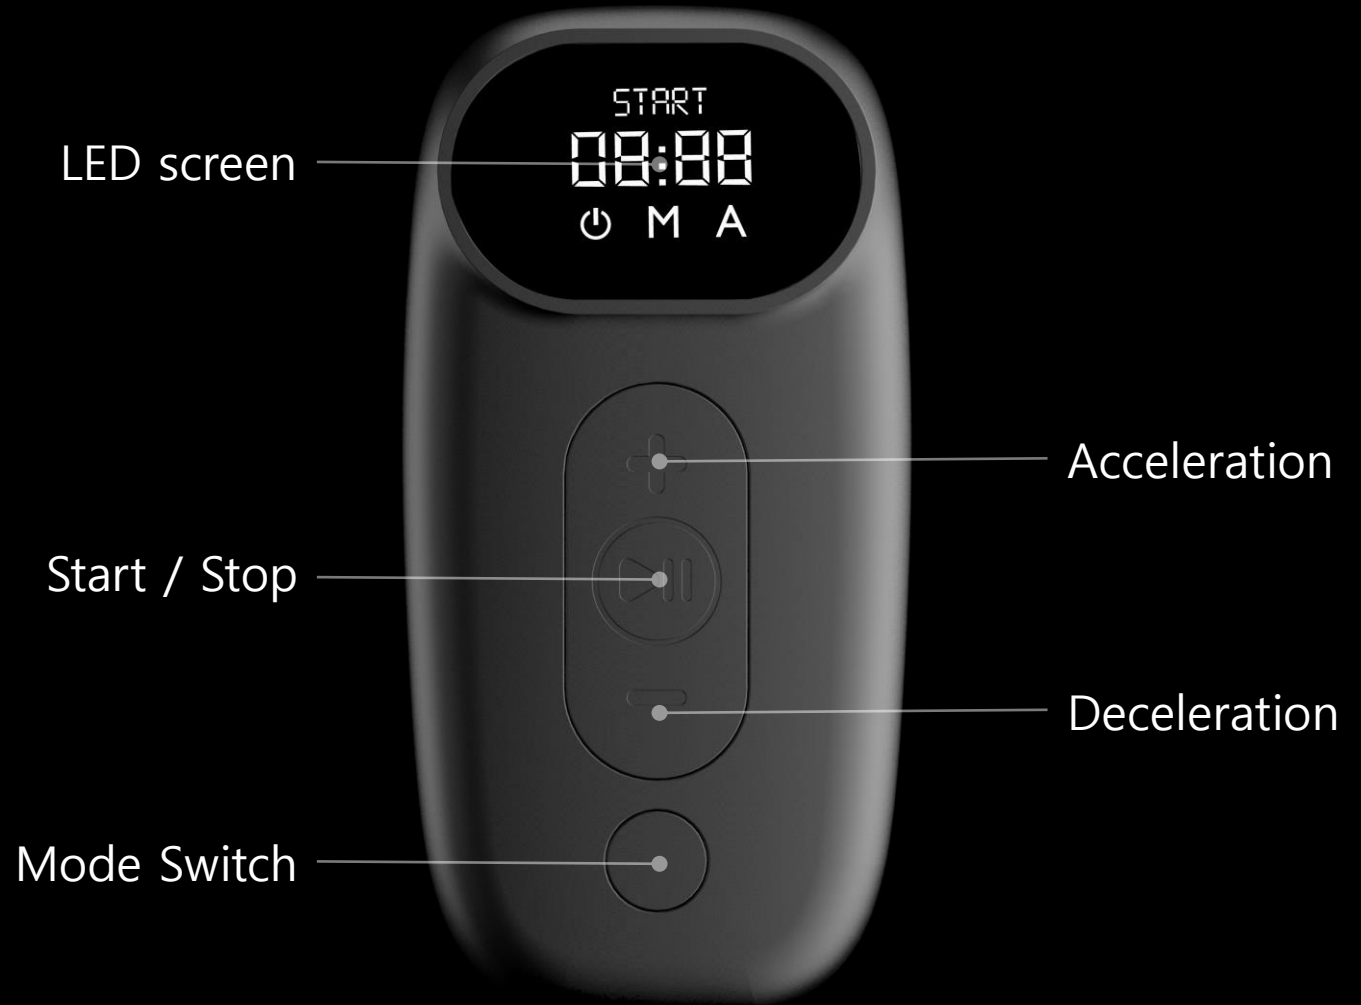 START
08:88
M A
LED screen
Acceleration
Start / Stop
Deceleration
Mode Switch